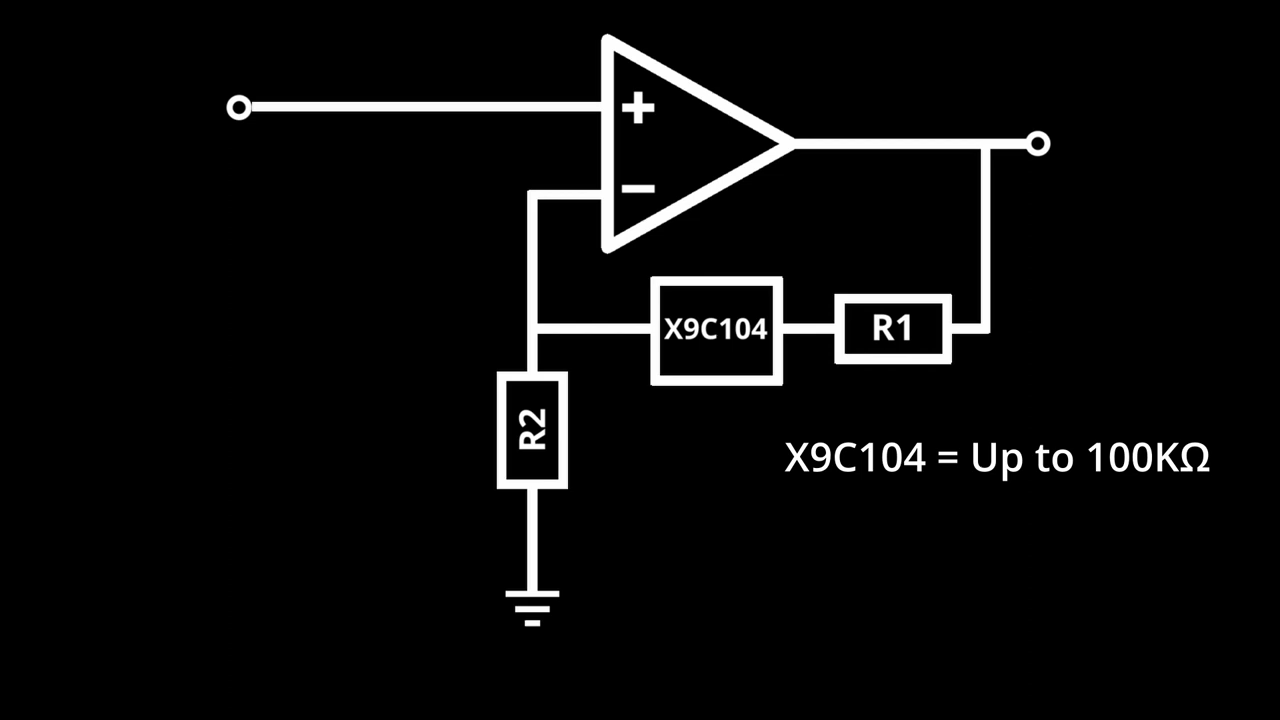 +
−
X9C104
R1
R2
X9C104 = Up to 100KΩ